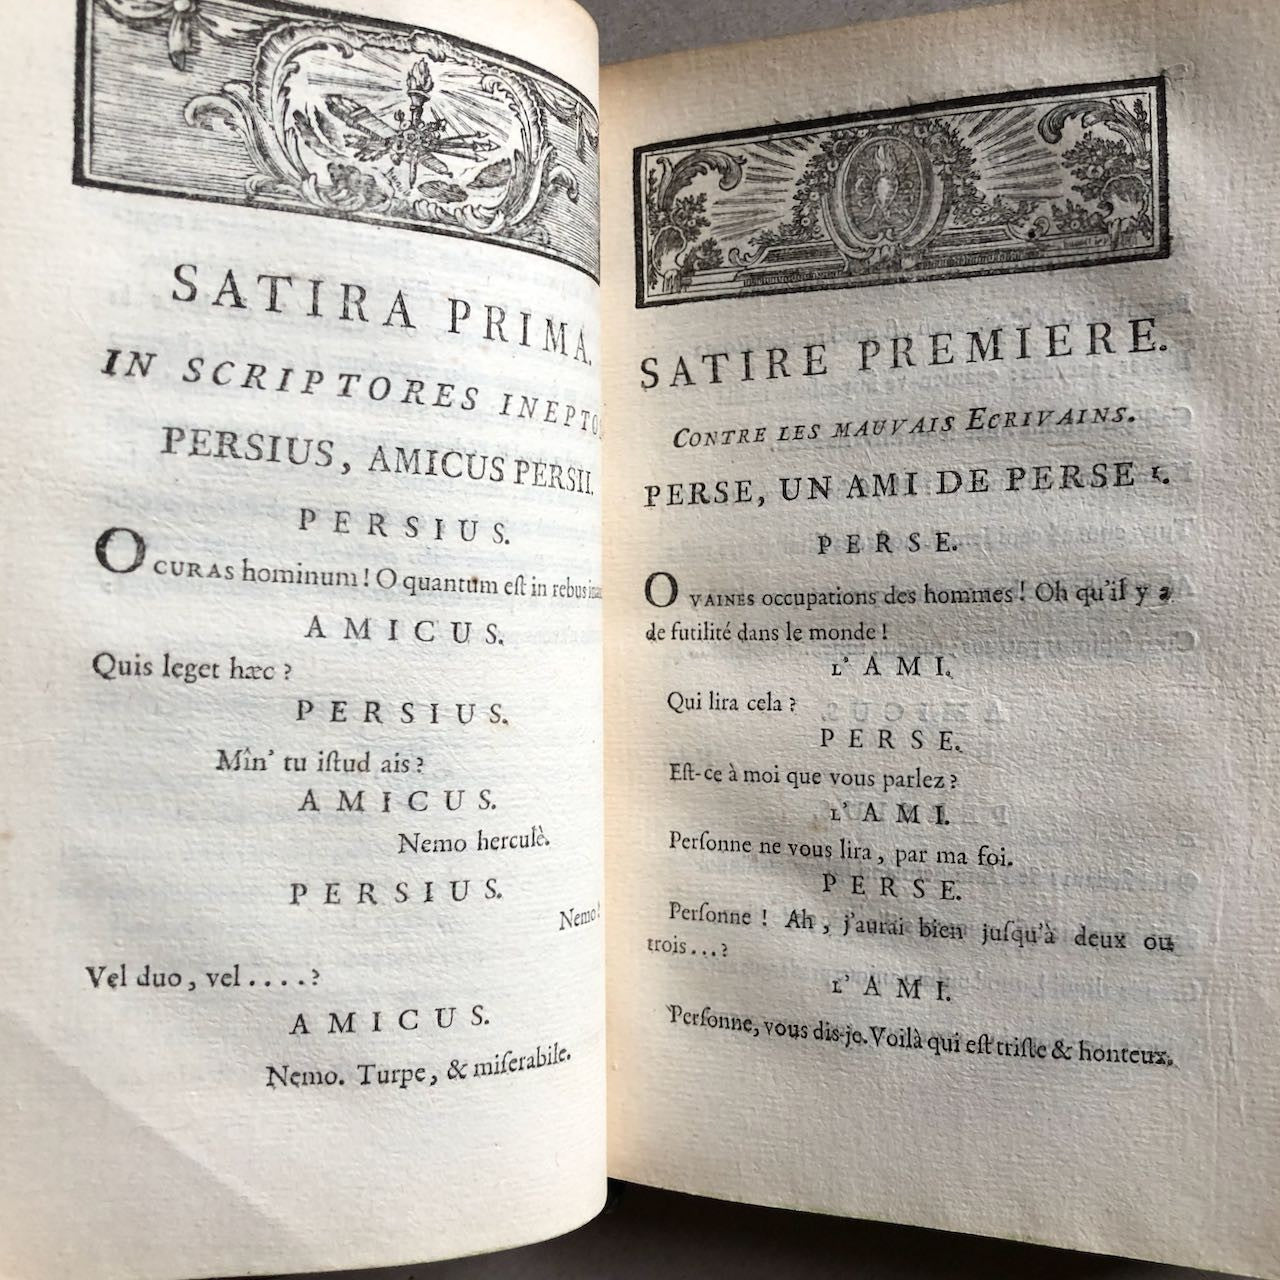 SATIRA PRIMA.
IN SCRIPTORES
PERSIUS, AMICUS PERSII.
PERSIUS.
O CURAS hominum! O quantum eſt in rebus
AMICUS.
Quis leget hæc?
PERSIUS.
Mîn' tu iſtud ais?
AMICUS.
Nemo herculè.
PERSIUS.
Nemo?
Vel duo, vel....?
AMICUS.
Nemo. Turpe, & miſerabile.
SATIRE PREMIERE.
CONTRE LES MAUVAIS ECRIVAINS.
PERSE, UN AMI DE PERSE 1.
PERSE.
O VAINES occupations des hommes! Oh qu'il y a
de futilité dans le monde!
L'AMI.
Qui lira cela?
PERSE.
Eſt-ce à moi que vous parlez?
L'AMI.
Perſonne ne vous lira, par ma foi.
PERSE.
Perſonne! Ah, j'aurai bien juſqu'à deux ou
trois...?
L'AMI.
Perſonne, vous dis-je. Voilà qui eſt triſte & honteux.